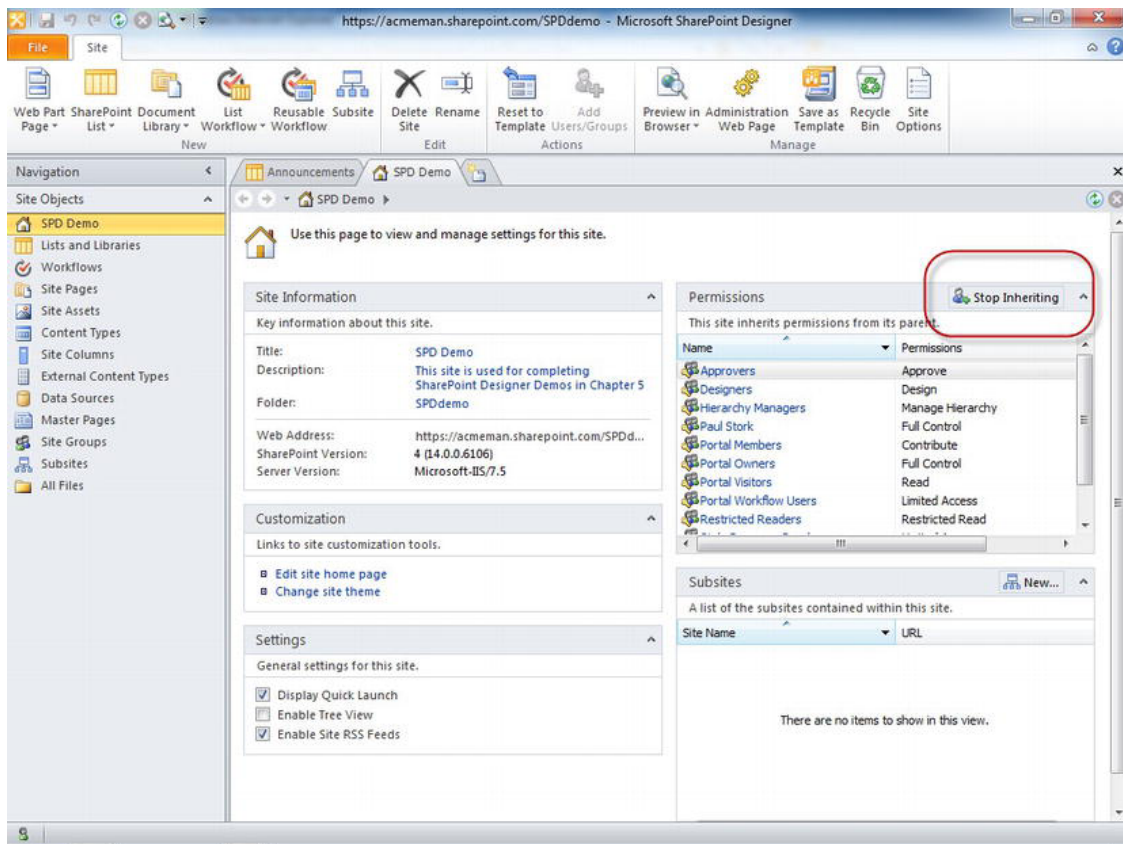 https://acmeman.sharepoint.com/SPDdemo - Microsoft SharePoint Designer
File Site
Web Part Page SharePoint List Document Library List Workflow Reusable Workflow Subsite Delete Site Rename Reset to Template Add Users/Groups Preview in Browser Administration Web Page Save as Template Recycle Bin Site Options
New Edit Actions Manage
Navigation
Site Objects
SPD Demo
Lists and Libraries
Workflows
Site Pages
Site Assets
Content Types
Site Columns
External Content Types
Data Sources
Master Pages
Site Groups
Subsites
All Files
Announcements SPD Demo
SPD Demo
Use this page to view and manage settings for this site.
Site Information
Key information about this site.
Title: SPD Demo
Description: This site is used for completing
SharePoint Designer Demos in Chapter 5
Folder: SPDdemo
Web Address: https://acmeman.sharepoint.com/SPDd...
SharePoint Version: 4 (14.0.0.6106)
Server Version: Microsoft-IIS/7.5
Customization
Links to site customization tools.
Edit site home page
Change site theme
Settings
General settings for this site.
Display Quick Launch
Enable Tree View
Enable Site RSS Feeds
Permissions Stop Inheriting
This site inherits permissions from its parent.
Name Permissions
Approvers Approve
Designers Design
Hierarchy Managers Manage Hierarchy
Paul Stork Full Control
Portal Members Contribute
Portal Owners Full Control
Portal Visitors Read
Portal Workflow Users Limited Access
Restricted Readers Restricted Read
Subsites New...
A list of the subsites contained within this site.
Site Name URL
There are no items to show in this view.